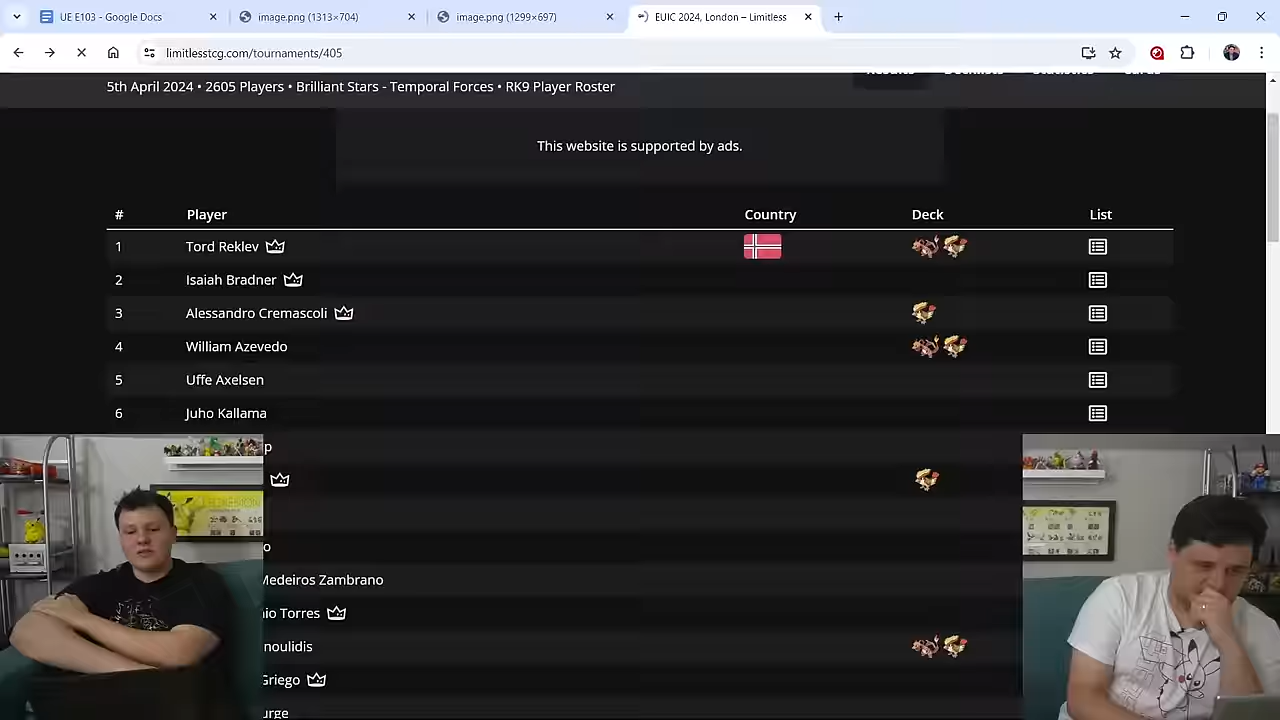 UE E103 - Google Docs
image.png (1313×704)
image.png (1299×697)
EUIC 2024, London – Limitless
limitlesstcg.com/tournaments/405
5th April 2024 • 2605 Players • Brilliant Stars - Temporal Forces • RK9 Player Roster
This website is supported by ads.
# Player Country Deck List
1 Tord Reklev
2 Isaiah Bradner
3 Alessandro Cremascoli
4 William Azevedo
5 Uffe Axelsen
6 Juho Kallama
p
o
Medeiros Zambrano
nio Torres
noulidis
Griego
urge